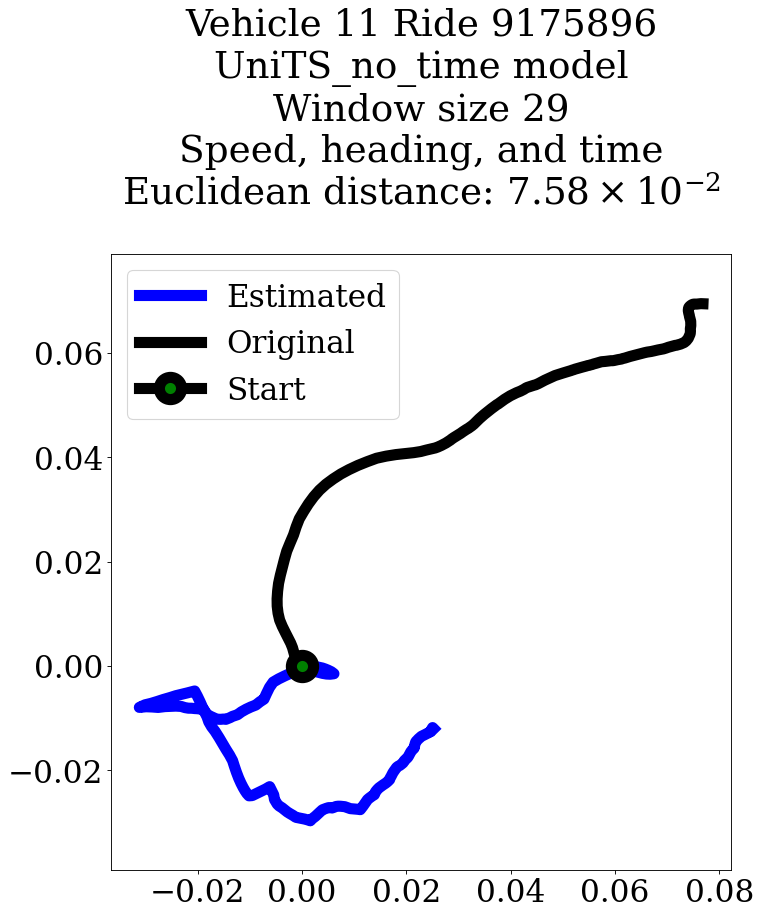 Vehicle 11 Ride 9175896
UniTS_no_time model
Window size 29
Speed, heading, and time
Euclidean distance: 7.58 × 10⁻²
Estimated
Original
Start
0.06
0.04
0.02
0.00
−0.02
−0.02 0.00 0.02 0.04 0.06 0.08